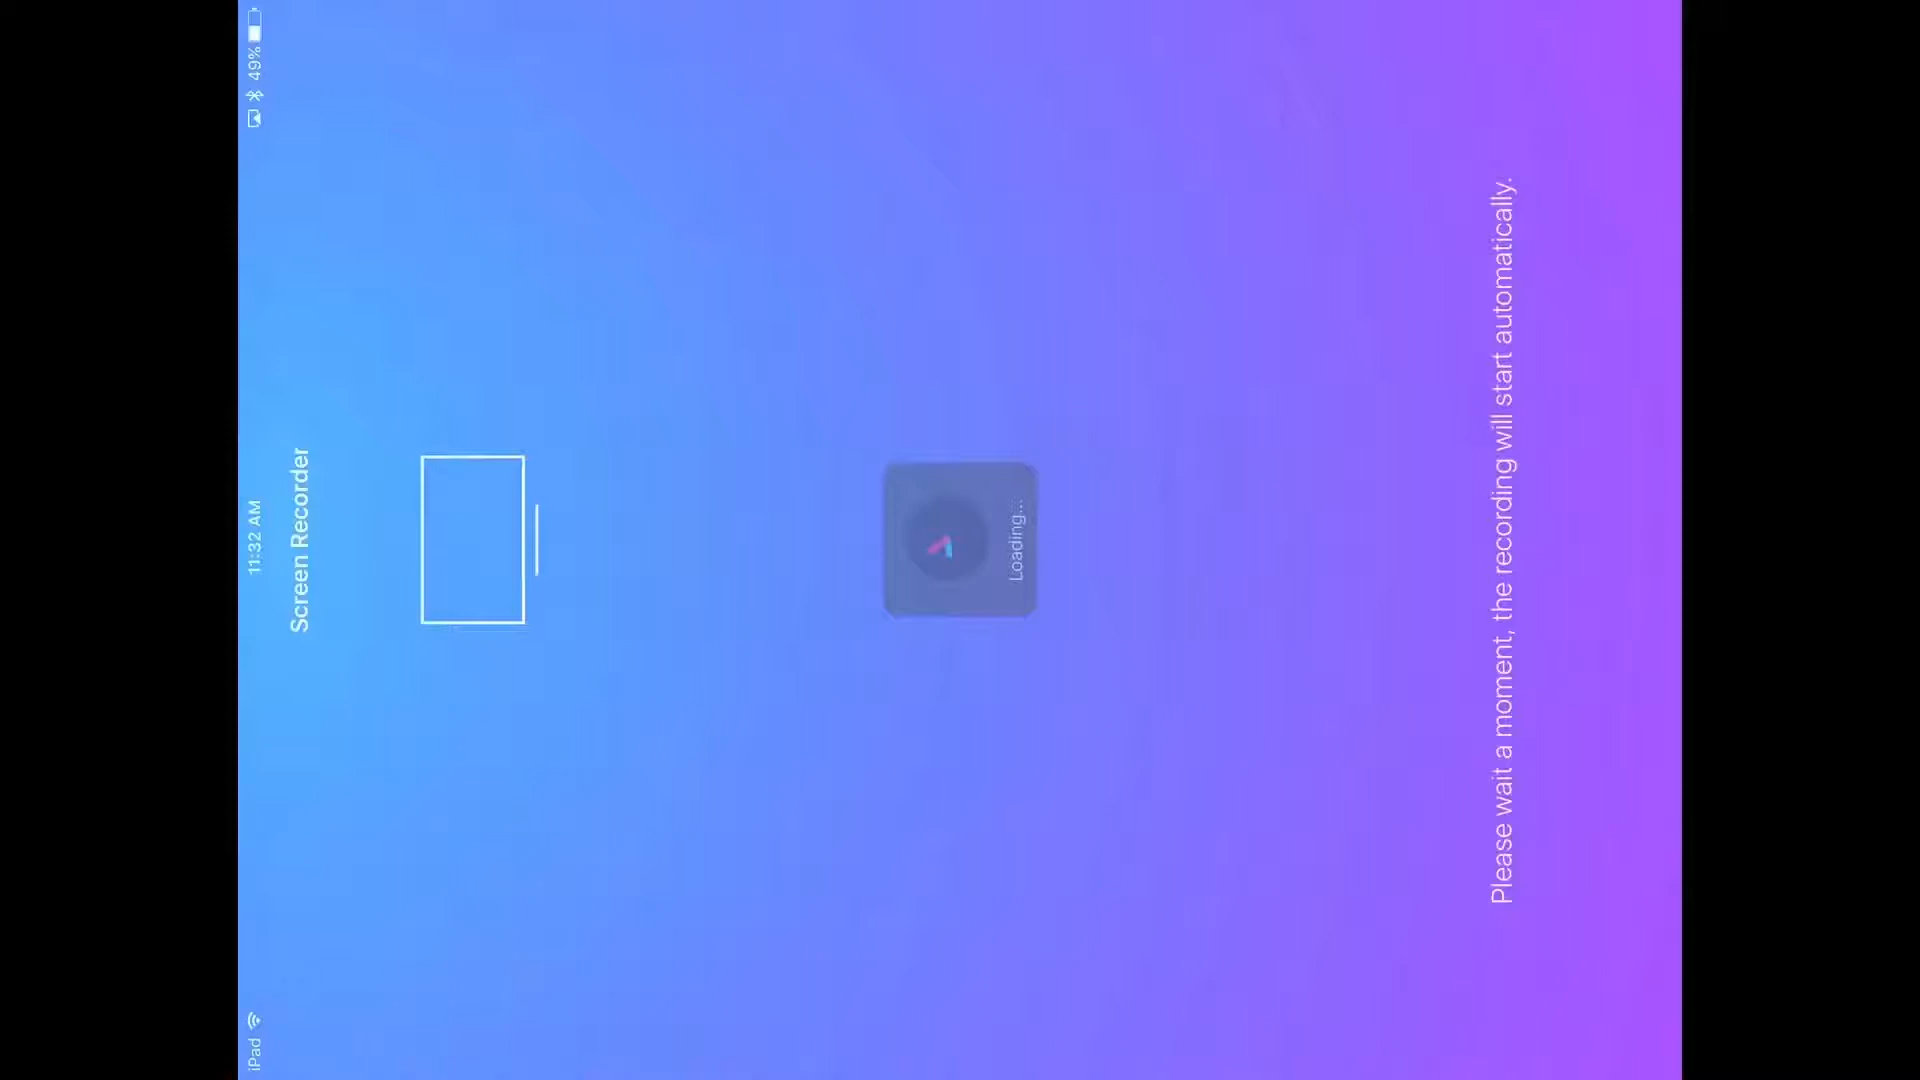 iPad 11:32 AM 49%
Screen Recorder
Loading...
Please wait a moment, the recording will start automatically.